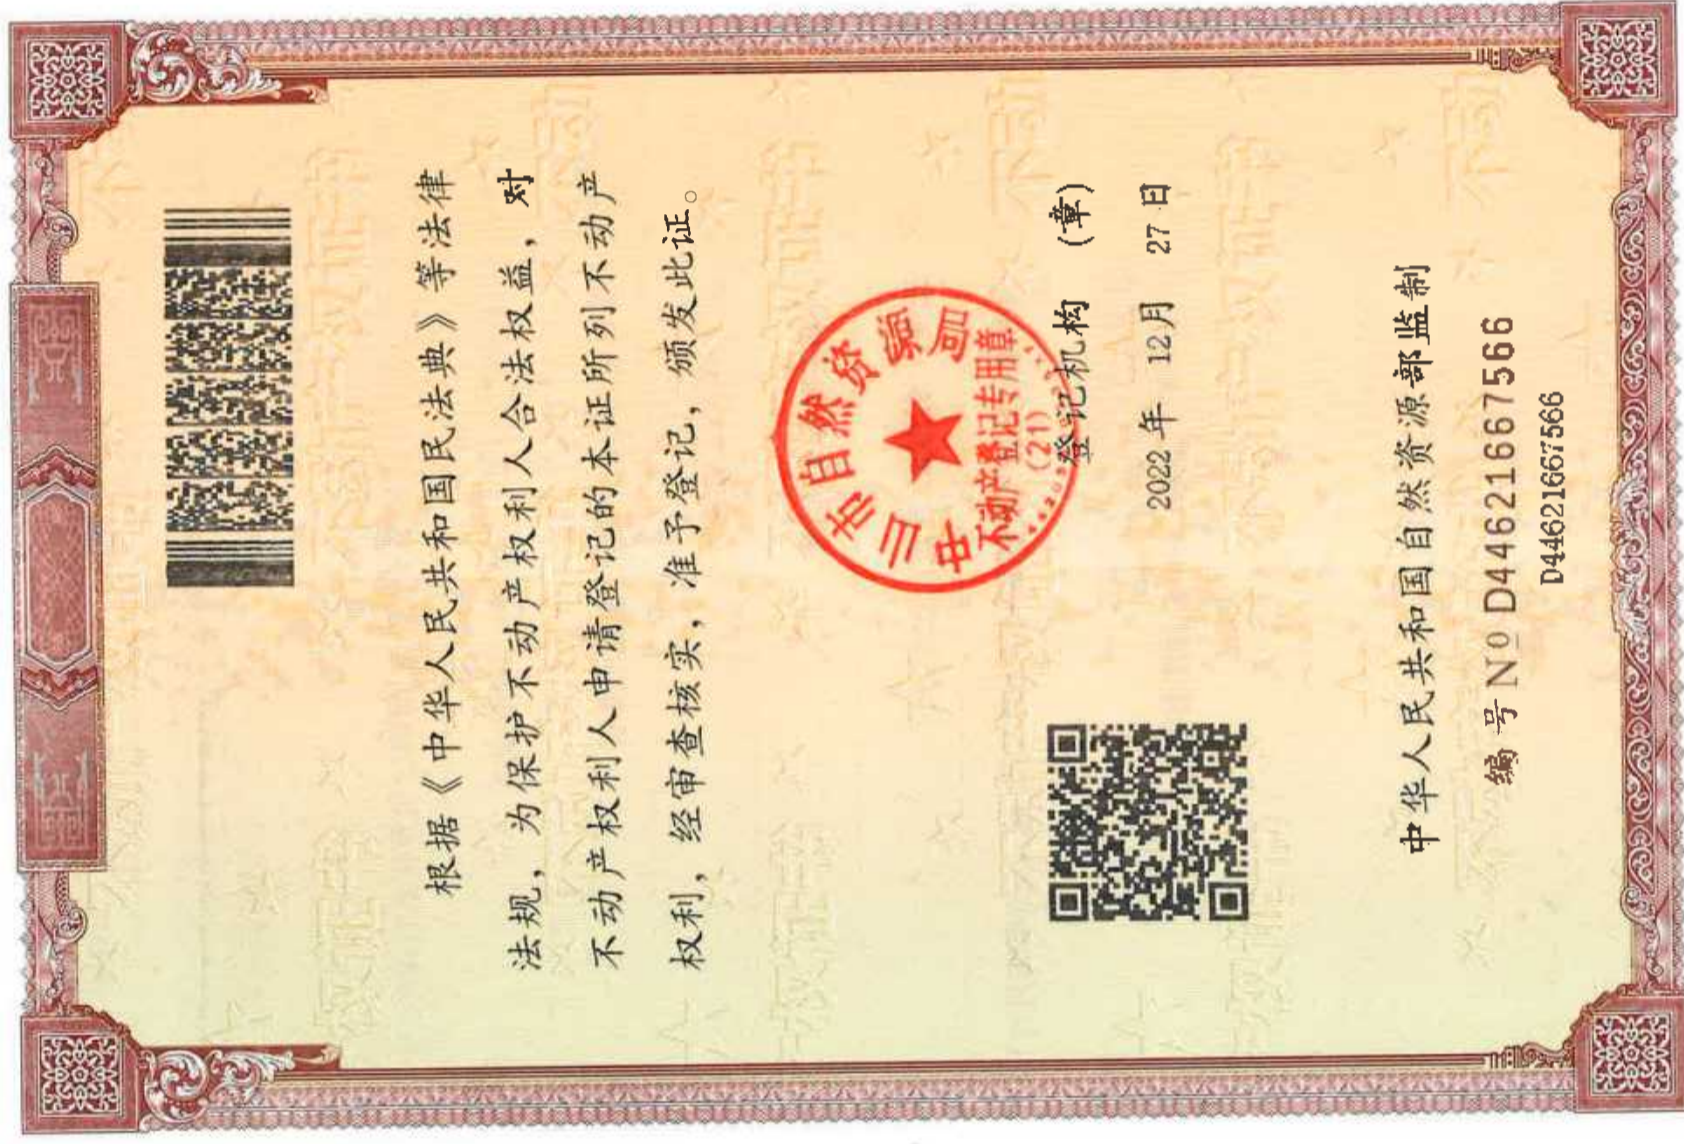 根据《中华人民共和国民法典》等法律
法规，为保护不动产权利人合法权益，对
不动产权利人申请登记的本证所列不动产
权利，经审查核实，准予登记，颁发此证。
中山市自然资源局
不动产登记专用章
(21)
登记机构 (章)
2022 年 12月 27 日
中华人民共和国自然资源部监制
编号 Nº D44621667566
D44621667566